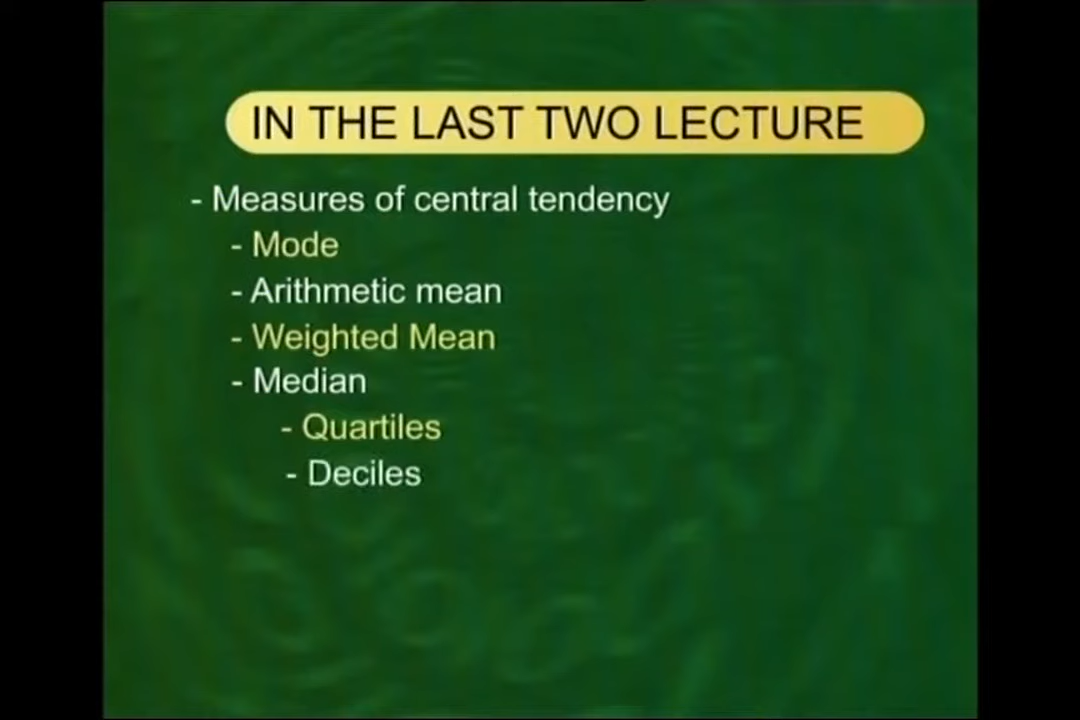 IN THE LAST TWO LECTURE
- Measures of central tendency
- Mode
- Arithmetic mean
- Weighted Mean
- Median
- Quartiles
- Deciles